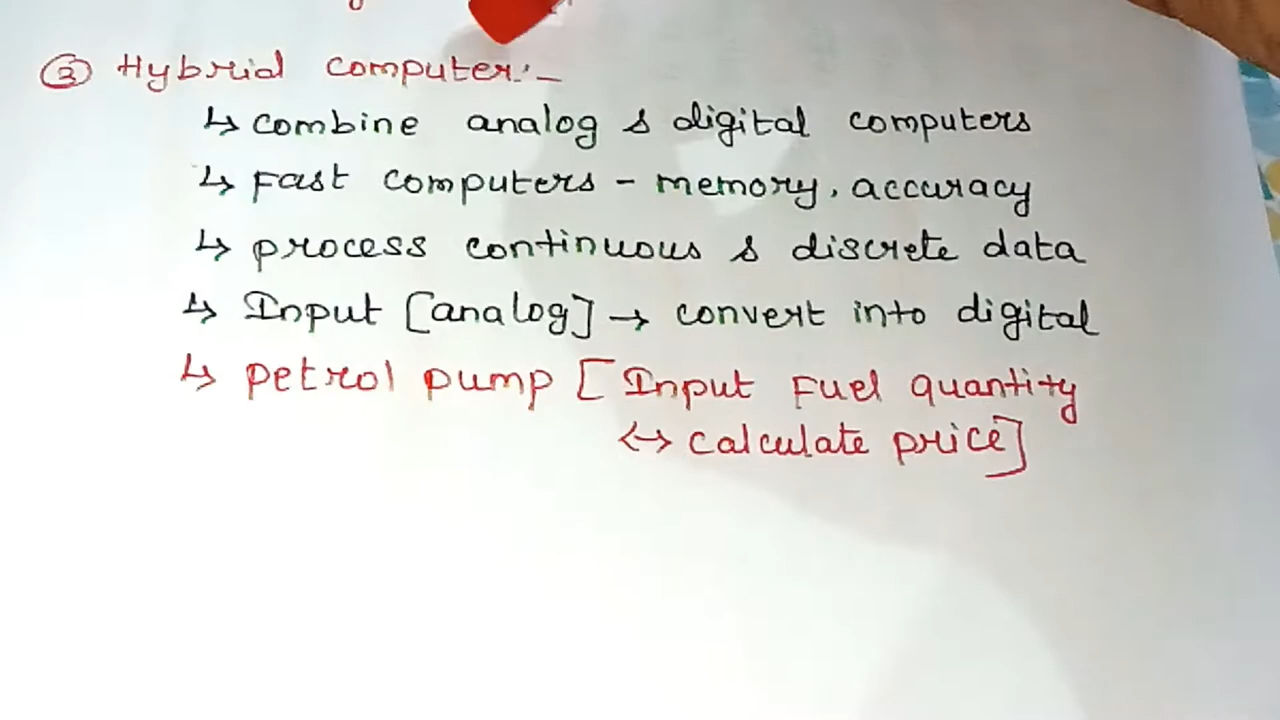 ③ Hybrid computer:-
↳ combine analog & digital computers
↳ Fast computers - memory, accuracy
↳ process continuous & discrete data
↳ Input [analog] → convert into digital
↳ petrol pump [Input Fuel quantity
↔ calculate price]